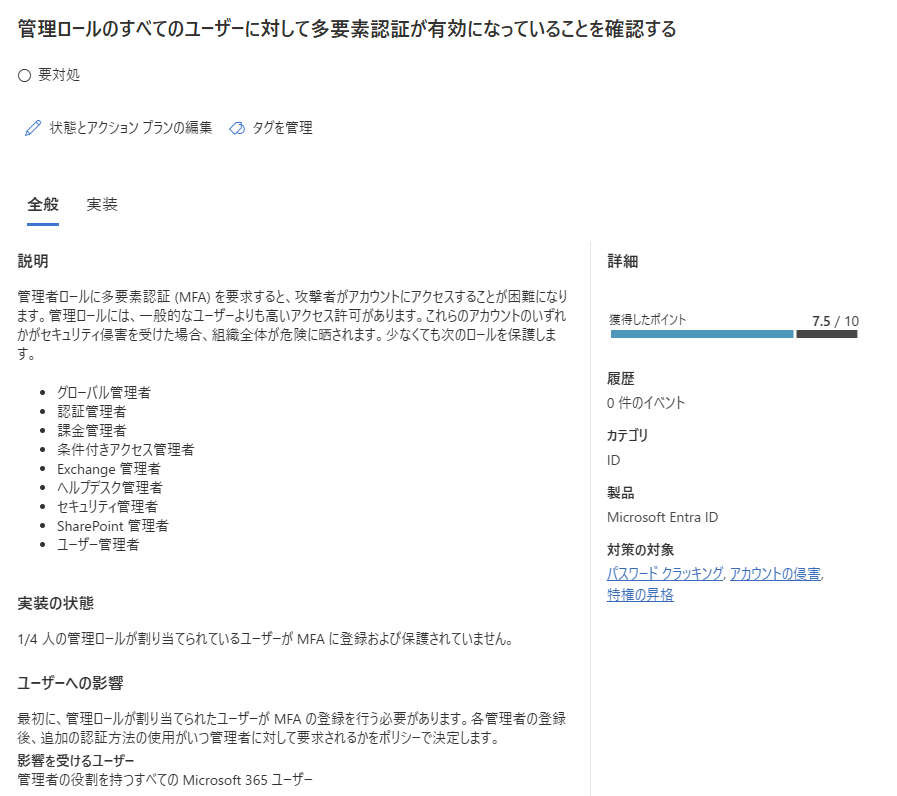 管理ロールのすべてのユーザーに対して多要素認証が有効になっていることを確認する
要対処
状態とアクション プランの編集 タグを管理
全般 実装
説明
管理者ロールに多要素認証 (MFA) を要求すると、攻撃者がアカウントにアクセスすることが困難になり
ます。管理ロールには、一般的なユーザーよりも高いアクセス許可があります。これらのアカウントのいずれ
かがセキュリティ侵害を受けた場合、組織全体が危険に晒されます。少なくても次のロールを保護しま
す。
• グローバル管理者
• 認証管理者
• 課金管理者
• 条件付きアクセス管理者
• Exchange 管理者
• ヘルプデスク管理者
• セキュリティ管理者
• SharePoint 管理者
• ユーザー管理者
実装の状態
1/4 人の管理ロールが割り当てられているユーザーが MFA に登録および保護されていません。
ユーザーへの影響
最初に、管理ロールが割り当てられたユーザーが MFA の登録を行う必要があります。各管理者の登録
後、追加の認証方法の使用がいつ管理者に対して要求されるかをポリシーで決定します。
影響を受けるユーザー
管理者の役割を持つすべての Microsoft 365 ユーザー
詳細
獲得したポイント 7.5 / 10
履歴
0 件のイベント
カテゴリ
ID
製品
Microsoft Entra ID
対策の対象
パスワード クラッキング, アカウントの侵害,
特権の昇格